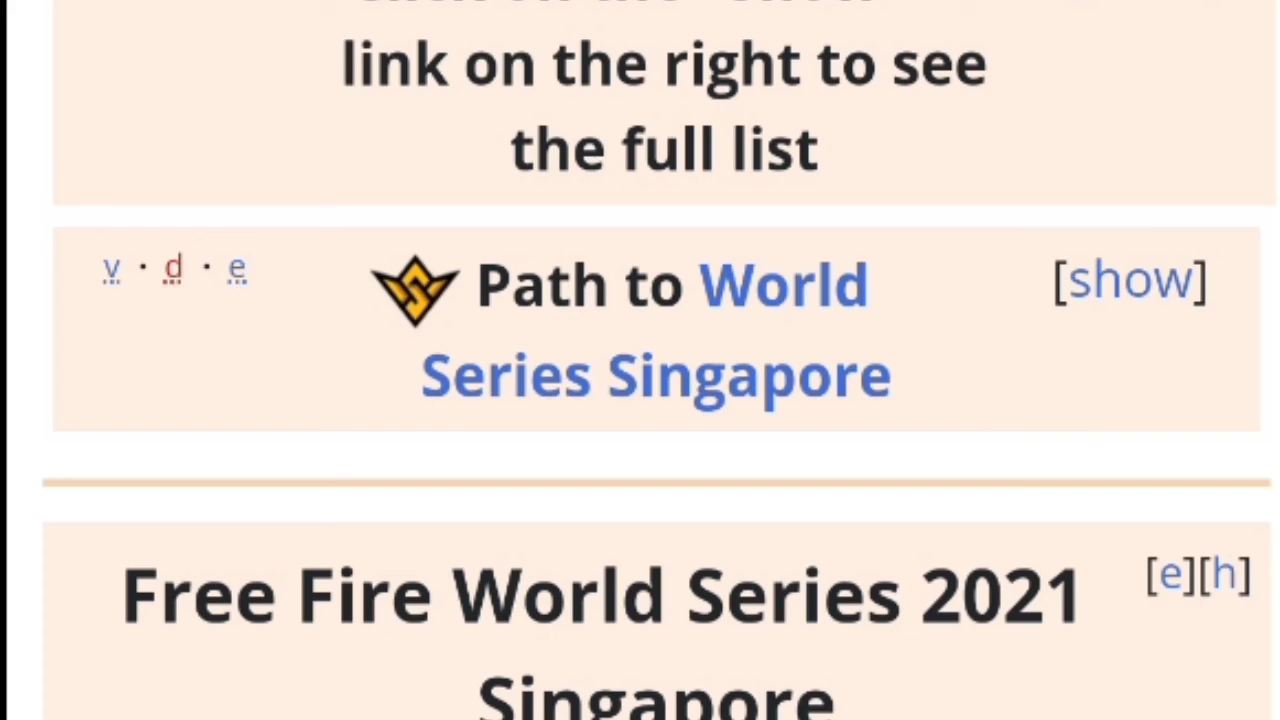 link on the right to see
the full list
v · d · e
Path to World
[show]
Series Singapore
Free Fire World Series 2021
[e][h]
Singapore